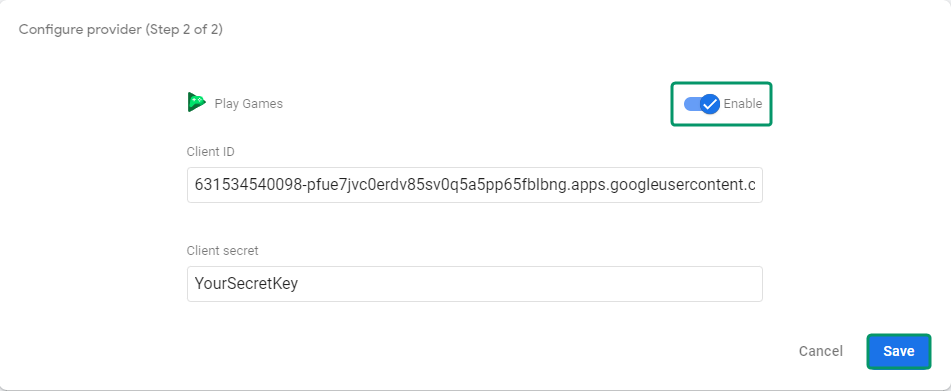 Configure provider (Step 2 of 2)
Play Games
Enable
Client ID
631534540098-pfue7jvc0erdv85sv0q5a5pp65fblbng.apps.googleusercontent.c
Client secret
YourSecretKey
Cancel
Save